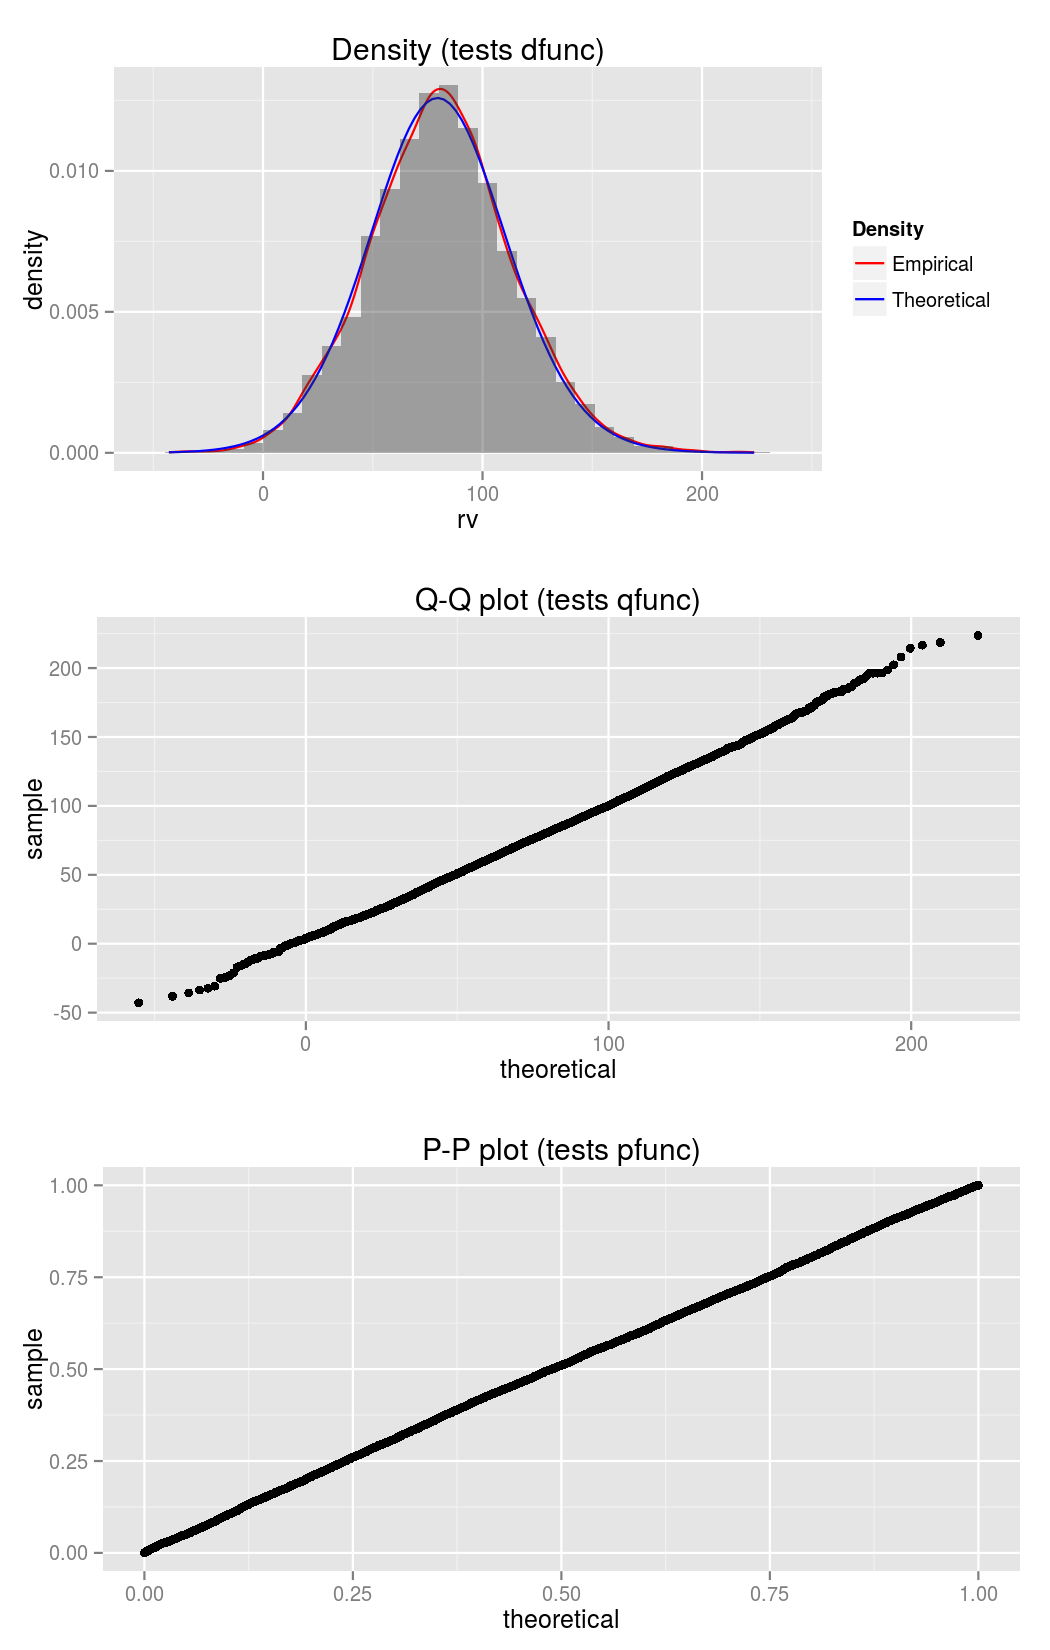 Density (tests dfunc)
0.010
0.005
0.000
density
0
100
200
rv
Density
Empirical
Theoretical
Q-Q plot (tests qfunc)
200
150
100
50
0
-50
sample
0
100
200
theoretical
P-P plot (tests pfunc)
1.00
0.75
0.50
0.25
0.00
sample
0.00
0.25
0.50
0.75
1.00
theoretical